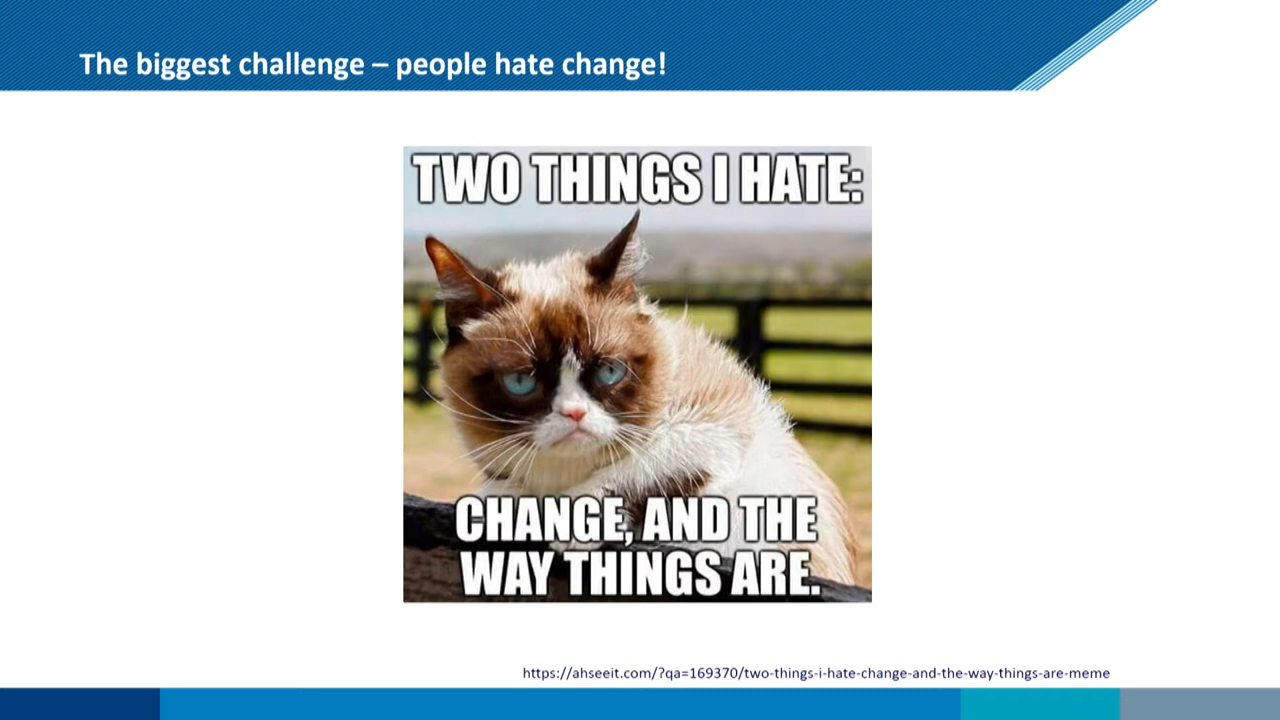 The biggest challenge – people hate change!
TWO THINGS I HATE:
CHANGE, AND THE
WAY THINGS ARE.
https://ahseeit.com/?qa=169370/two-things-i-hate-change-and-the-way-things-are-meme